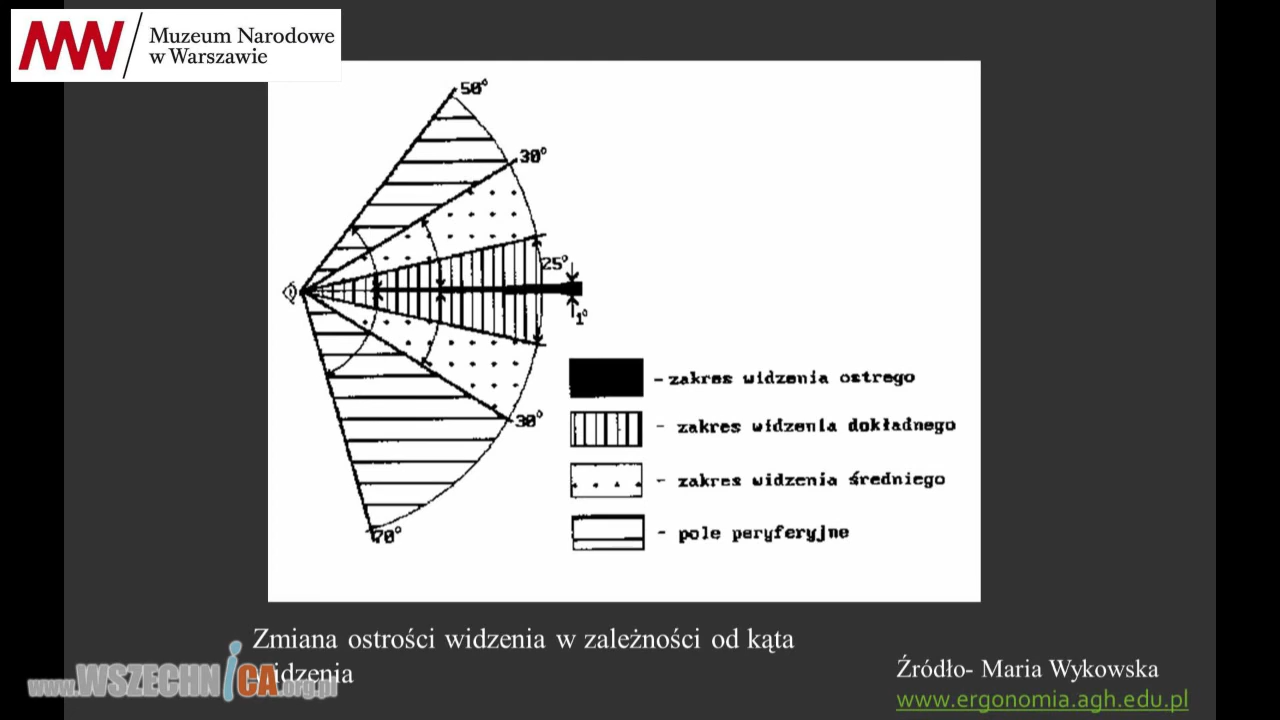 Muzeum Narodowe
w Warszawie
50°
30°
25°
1°
- zakres widzenia ostrego
- zakres widzenia dokładnego
- zakres widzenia średniego
30°
- pole peryferyjne
70°
Zmiana ostrości widzenia w zależności od kąta
widzenia
Źródło- Maria Wykowska
www.ergonomia.agh.edu.pl
www.WSZECHNiCA.org.pl